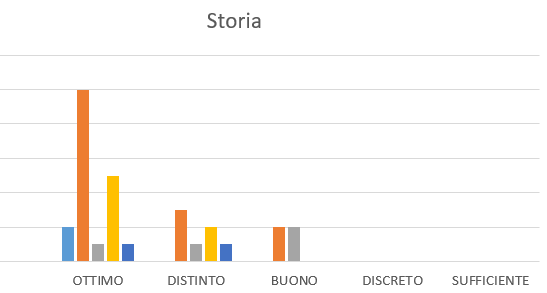 Storia
OTTIMO DISTINTO BUONO DISCRETO SUFFICIENTE